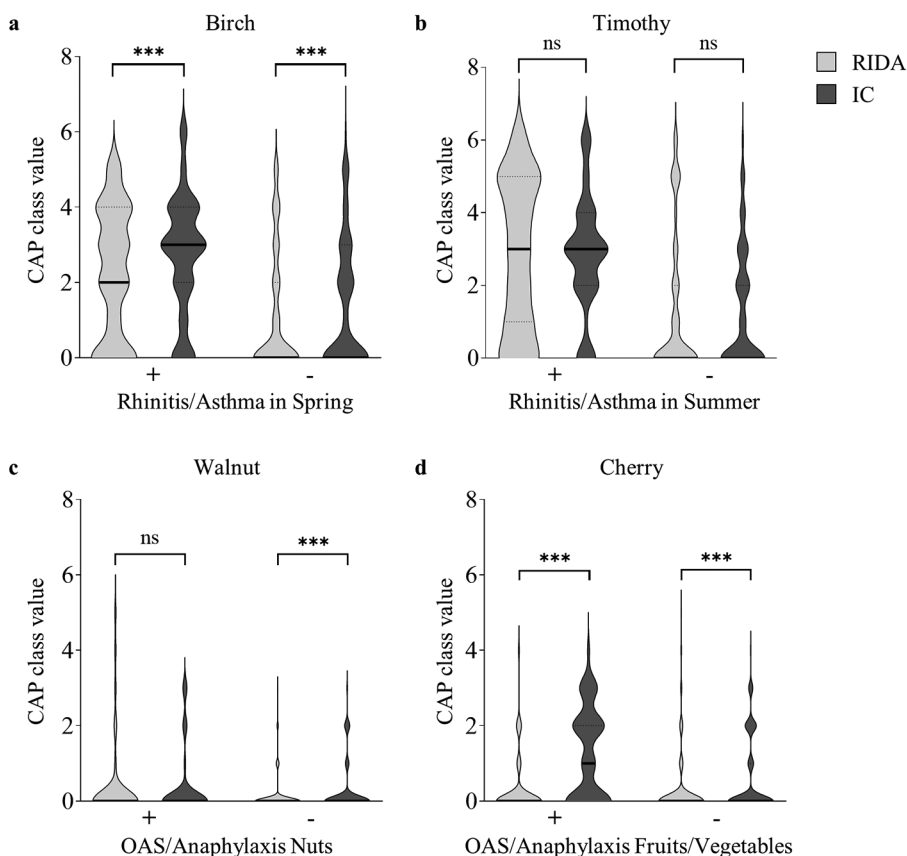 a
Birch
*** ***
8
6
4
2
0
CAP class value
+ -
Rhinitis/Asthma in Spring
b
Timothy
ns ns
8
6
4
2
0
CAP class value
+ -
Rhinitis/Asthma in Summer
RIDA
IC
c
Walnut
ns ***
8
6
4
2
0
CAP class value
+ -
OAS/Anaphylaxis Nuts
d
Cherry
*** ***
8
6
4
2
0
CAP class value
+ -
OAS/Anaphylaxis Fruits/Vegetables